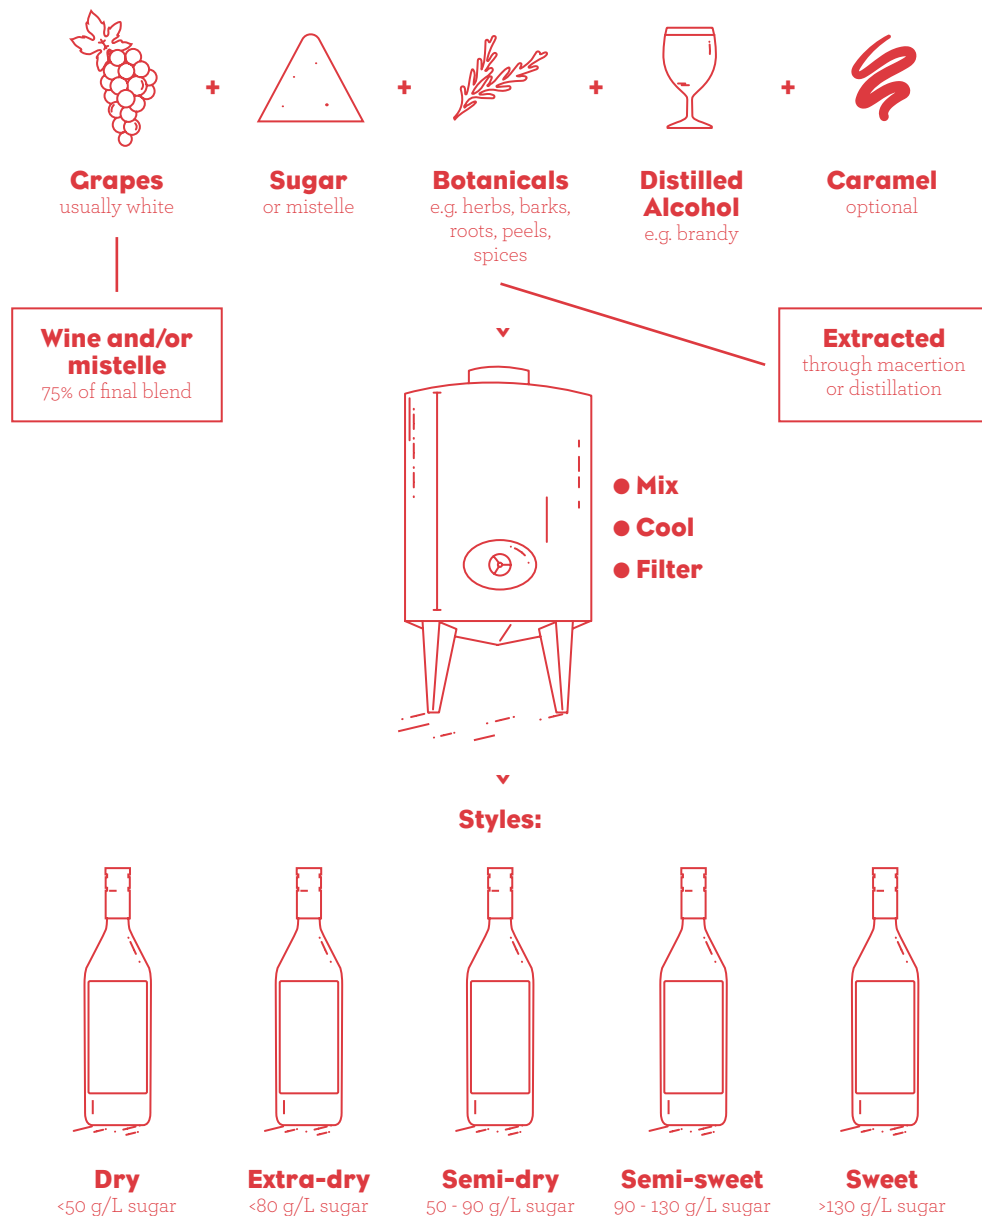 + + + +
Grapes
usually white
Sugar
or mistelle
Botanicals
e.g. herbs, barks,
roots, peels,
spices
Distilled
Alcohol
e.g. brandy
Caramel
optional
Wine and/or
mistelle
75% of final blend
Extracted
through macertion
or distillation
● Mix
● Cool
● Filter
Styles:
Dry
<50 g/L sugar
Extra-dry
<80 g/L sugar
Semi-dry
50 - 90 g/L sugar
Semi-sweet
90 - 130 g/L sugar
Sweet
>130 g/L sugar